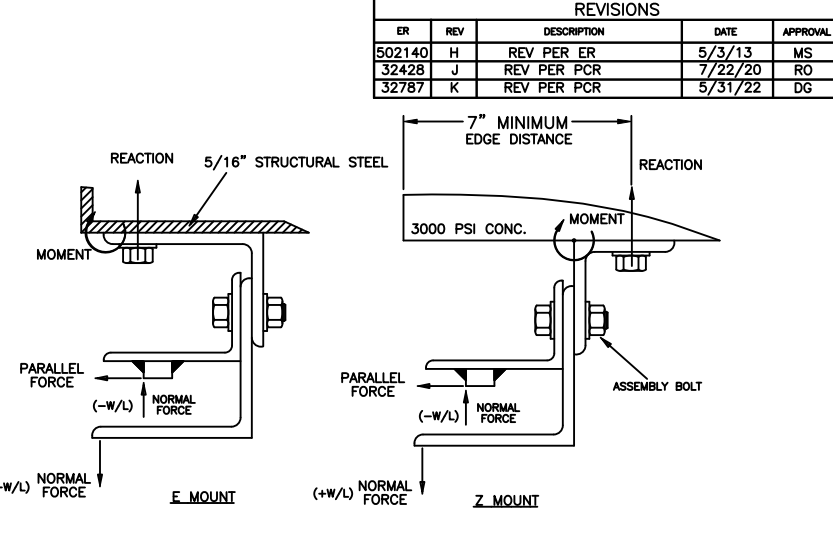 REVISIONS
ER REV DESCRIPTION DATE APPROVAL
502140 H REV PER ER 5/3/13 MS
32428 J REV PER PCR 7/22/20 RO
32787 K REV PER PCR 5/31/22 DG
7” MINIMUM
EDGE DISTANCE
REACTION
5/16” STRUCTURAL STEEL
REACTION
MOMENT
3000 PSI CONC.
MOMENT
PARALLEL
FORCE
(-W/L)
NORMAL
FORCE
PARALLEL
FORCE
(-W/L)
NORMAL
FORCE
ASSEMBLY BOLT
-W/L)
NORMAL
FORCE
E MOUNT
(+W/L)
NORMAL
FORCE
Z MOUNT